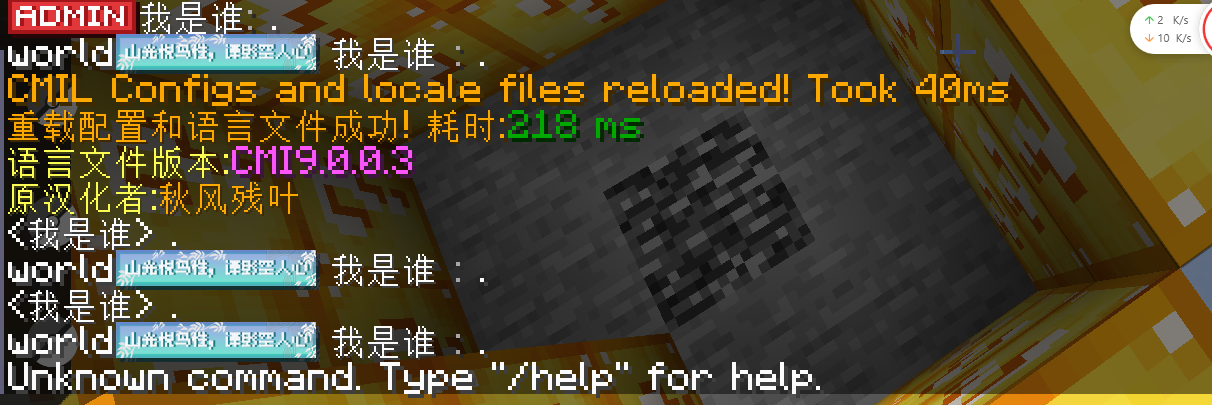 ADMIN 我是谁: .
world 山光悦鸟性，潭影空人心 我是谁 : .
CMIL Configs and locale files reloaded! Took 40ms
重载配置和语言文件成功! 耗时:218 ms
语言文件版本:CMI9.0.0.3
原汉化者:秋风残叶
<我是谁> .
world 山光悦鸟性，潭影空人心 我是谁 : .
<我是谁> .
world 山光悦鸟性，潭影空人心 我是谁 : .
Unknown command. Type "/help" for help.
↑ 2 K/s
↓ 10 K/s